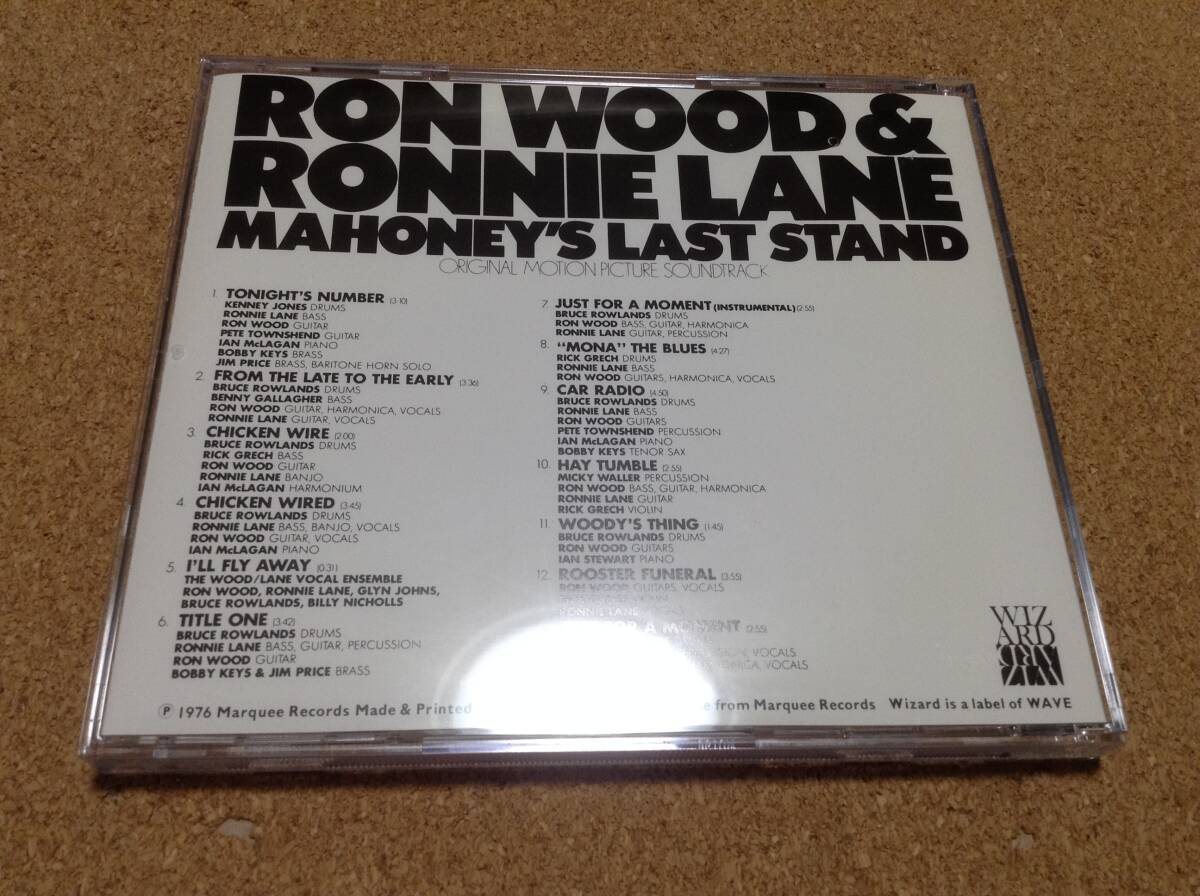 RON WOOD &
RONNIE LANE
MAHONEY'S LAST STAND
ORIGINAL MOTION PICTURE SOUNDTRACK
1. TONIGHT'S NUMBER (3:10)
KENNEY JONES DRUMS
RONNIE LANE BASS
RON WOOD GUITAR
PETE TOWNSHEND GUITAR
IAN McLAGAN PIANO
BOBBY KEYS BRASS
JIM PRICE BRASS, BARITONE HORN SOLO
2. FROM THE LATE TO THE EARLY (3:36)
BRUCE ROWLANDS DRUMS
BENNY GALLAGHER BASS
RON WOOD GUITAR, HARMONICA, VOCALS
RONNIE LANE GUITAR, VOCALS
3. CHICKEN WIRE (2:00)
BRUCE ROWLANDS DRUMS
RICK GRECH BASS
RON WOOD GUITAR
RONNIE LANE BANJO
IAN McLAGAN HARMONIUM
4. CHICKEN WIRED (3:45)
BRUCE ROWLANDS DRUMS
RONNIE LANE BASS, BANJO, VOCALS
RON WOOD GUITAR, VOCALS
IAN McLAGAN PIANO
5. I'LL FLY AWAY (0:31)
THE WOOD/LANE VOCAL ENSEMBLE
RON WOOD, RONNIE LANE, GLYN JOHNS,
BRUCE ROWLANDS, BILLY NICHOLLS
6. TITLE ONE (3:42)
BRUCE ROWLANDS DRUMS
RONNIE LANE BASS, GUITAR, PERCUSSION
RON WOOD GUITAR
BOBBY KEYS & JIM PRICE BRASS
7. JUST FOR A MOMENT (INSTRUMENTAL) (2:55)
BRUCE ROWLANDS DRUMS
RON WOOD BASS, GUITAR, HARMONICA
RONNIE LANE GUITAR, PERCUSSION
8. "MONA" THE BLUES (4:27)
RICK GRECH DRUMS
RONNIE LANE BASS
RON WOOD GUITARS, HARMONICA, VOCALS
9. CAR RADIO (4:50)
BRUCE ROWLANDS DRUMS
RONNIE LANE BASS
RON WOOD GUITARS
PETE TOWNSHEND PERCUSSION
IAN McLAGAN PIANO
BOBBY KEYS TENOR SAX
10. HAY TUMBLE (2:55)
MICKY WALLER PERCUSSION
RON WOOD BASS, GUITAR, HARMONICA
RONNIE LANE GUITAR
RICK GRECH VIOLIN
11. WOODY'S THING (1:45)
BRUCE ROWLANDS DRUMS
RON WOOD GUITARS
IAN STEWART PIANO
12. ROOSTER FUNERAL (3:55)
RON WOOD GUITARS, VOCALS
RONNIE LANE
FOR A MOMENT (2:55)
VOCALS
VOCALS
WIZ
ARD
℗ 1976 Marquee Records Made & Printed
from Marquee Records Wizard is a label of WAVE